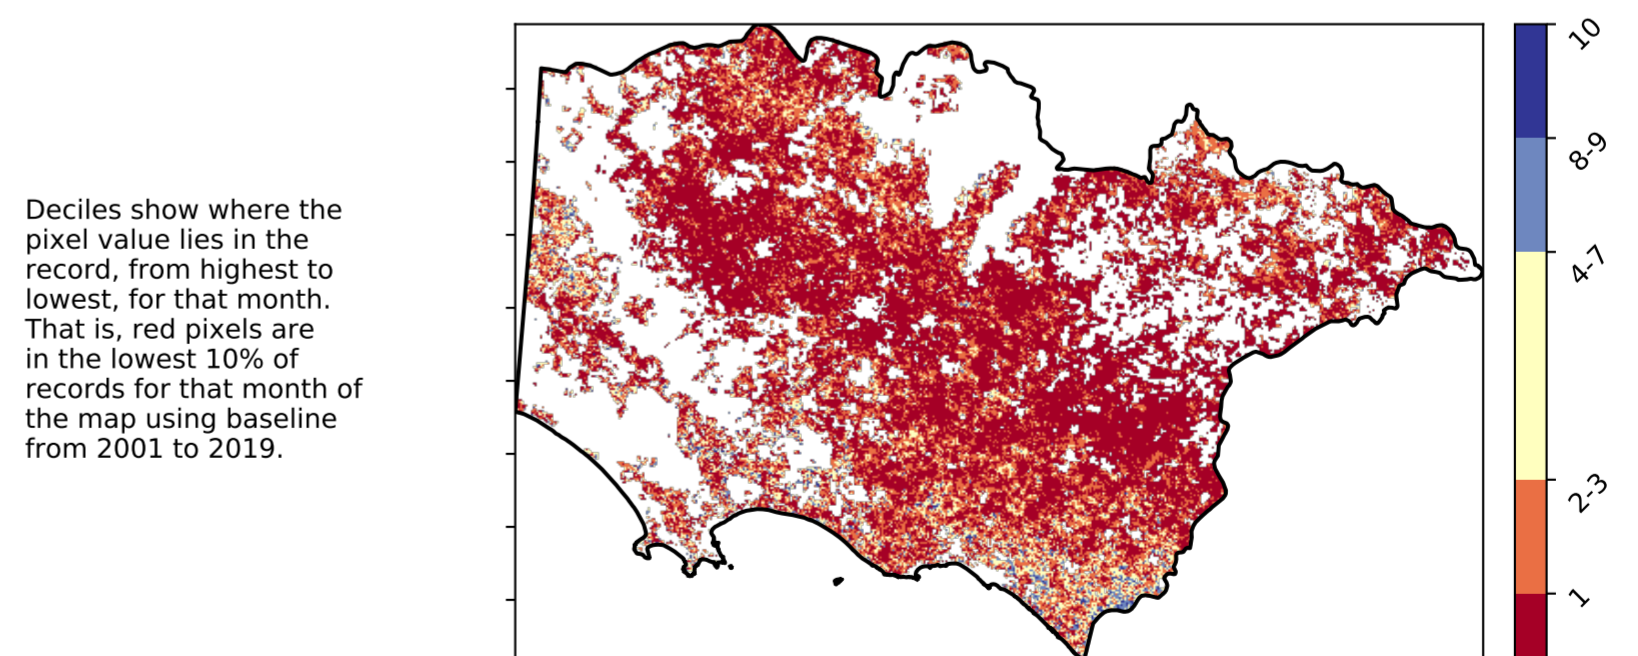 Deciles show where the
pixel value lies in the
record, from highest to
lowest, for that month.
That is, red pixels are
in the lowest 10% of
records for that month of
the map using baseline
from 2001 to 2019.
10
8-9
4-7
2-3
1